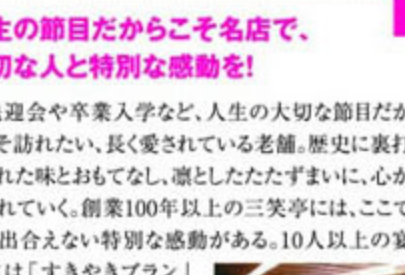 生の節目だからこそ名店で、
切な人と特別な感動を!
迎会や卒業入学など、人生の大切な節目だか
そ訪れたい、長く愛されている老舗。歴史に裏打
れた味とおもてなし、凛としたたたずまいに、心か
れていく。創業100年以上の三笑亭には、ここで
出合えない特別な感動がある。10人以上の宴
は「すきやきプラン」